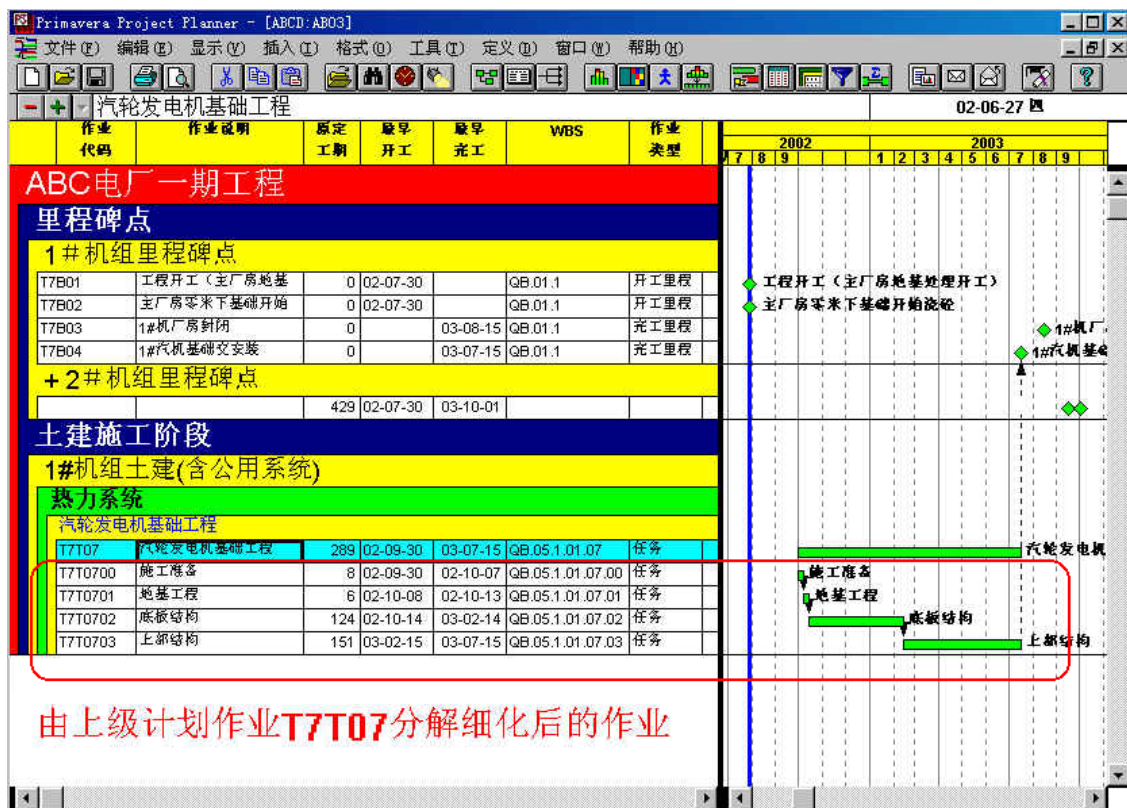 Primavera Project Planner - [ABCD:AB03]
文件(F) 编辑(E) 显示(V) 插入(I) 格式(O) 工具(T) 定义(D) 窗口(W) 帮助(H)
汽轮发电机基础工程 02-06-27 四
作业代码 作业说明 原定工期 最早开工 最早完工 WBS 作业类型
2002 2003
7 8 9 1 2 3 4 5 6 7 8 9
ABC电厂一期工程
里程碑点
1#机组里程碑点
T7B01 工程开工（主厂房地基 0 02-07-30 QB.01.1 开工里程 工程开工（主厂房地基处理开工）
T7B02 主厂房零米下基础开始 0 02-07-30 QB.01.1 开工里程 主厂房零米下基础开始浇砼
T7B03 1#机厂房封闭 0 03-08-15 QB.01.1 完工里程 1#机厂
T7B04 1#汽机基础交安装 0 03-07-15 QB.01.1 完工里程 1#汽机基础
+2#机组里程碑点
429 02-07-30 03-10-01
土建施工阶段
1#机组土建(含公用系统)
热力系统
汽轮发电机基础工程
T7T07 汽轮发电机基础工程 289 02-09-30 03-07-15 QB.05.1.01.07 任务 汽轮发电机
T7T0700 施工准备 8 02-09-30 02-10-07 QB.05.1.01.07.00 任务 施工准备
T7T0701 地基工程 6 02-10-08 02-10-13 QB.05.1.01.07.01 任务 地基工程
T7T0702 底板结构 124 02-10-14 03-02-14 QB.05.1.01.07.02 任务 底板结构
T7T0703 上部结构 151 03-02-15 03-07-15 QB.05.1.01.07.03 任务 上部结构
由上级计划作业T7T07分解细化后的作业